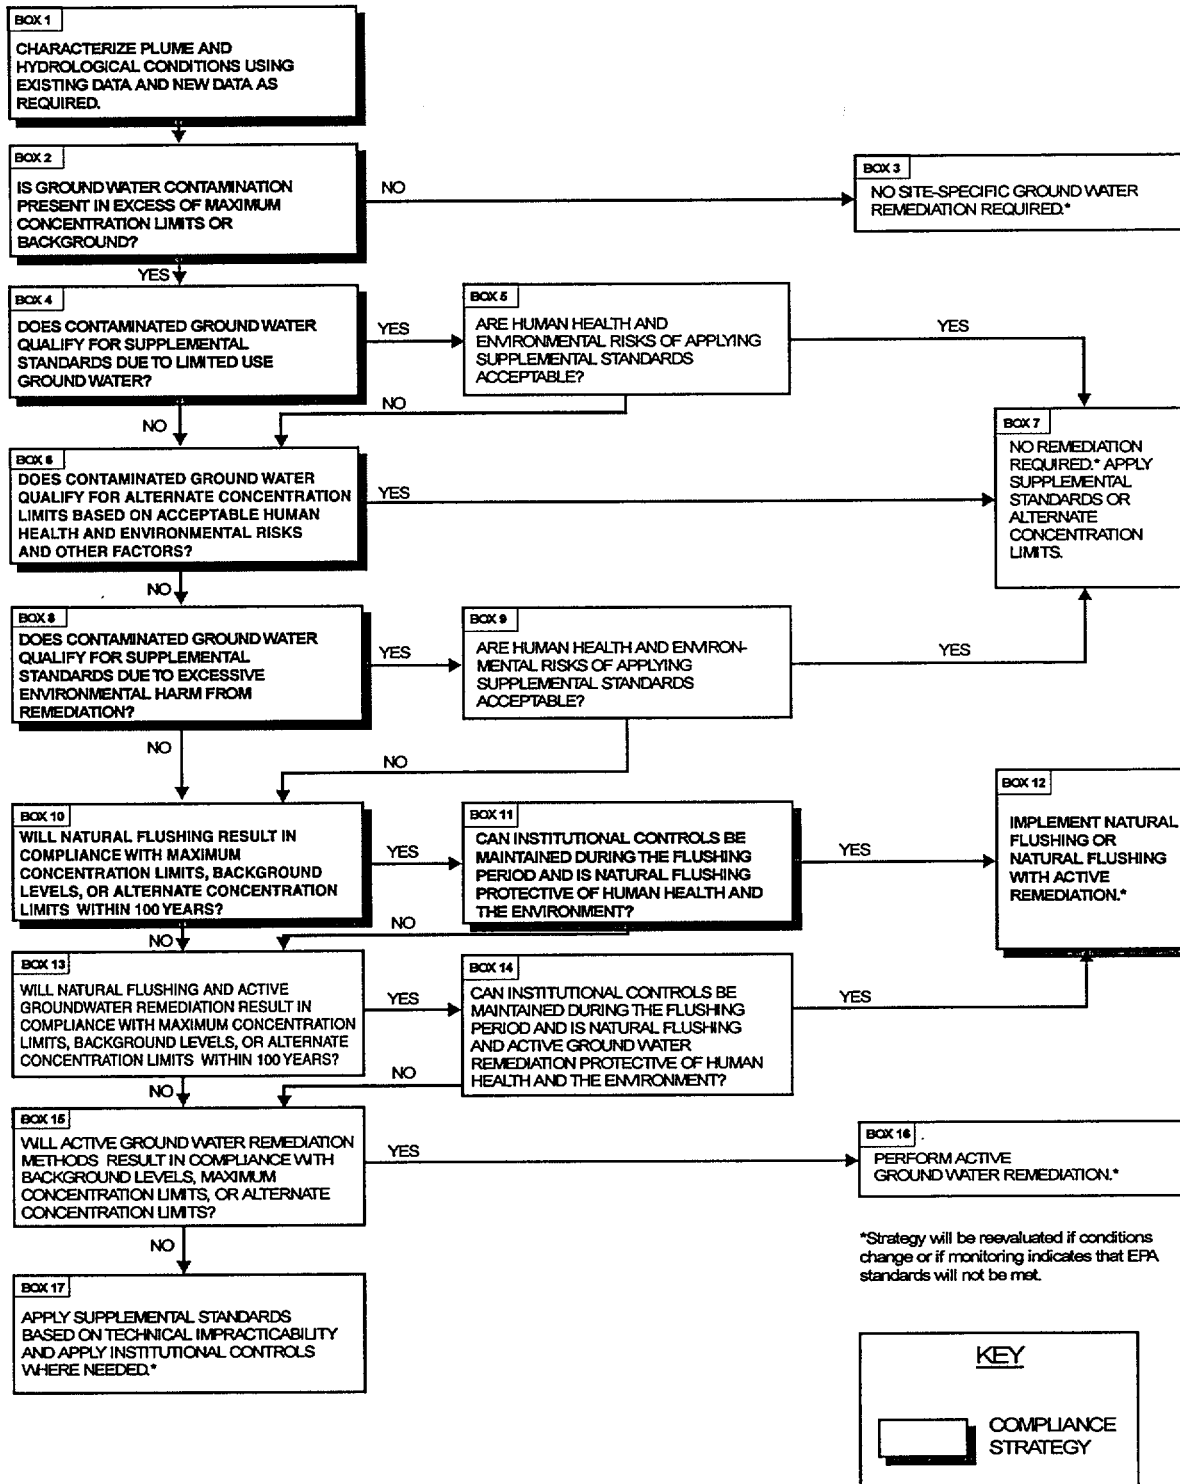 BOX 1
CHARACTERIZE PLUME AND
HYDROLOGICAL CONDITIONS USING
EXISTING DATA AND NEW DATA AS
REQUIRED.
BOX 2
IS GROUND WATER CONTAMINATION
PRESENT IN EXCESS OF MAXIMUM
CONCENTRATION LIMITS OR
BACKGROUND?
NO
BOX 3
NO SITE-SPECIFIC GROUND WATER
REMEDIATION REQUIRED.*
YES
BOX 4
DOES CONTAMINATED GROUND WATER
QUALIFY FOR SUPPLEMENTAL
STANDARDS DUE TO LIMITED USE
GROUND WATER?
YES
BOX 5
ARE HUMAN HEALTH AND
ENVIRONMENTAL RISKS OF APPLYING
SUPPLEMENTAL STANDARDS
ACCEPTABLE?
YES
NO
NO
BOX 6
DOES CONTAMINATED GROUND WATER
QUALIFY FOR ALTERNATE CONCENTRATION
LIMITS BASED ON ACCEPTABLE HUMAN
HEALTH AND ENVIRONMENTAL RISKS
AND OTHER FACTORS?
YES
BOX 7
NO REMEDIATION
REQUIRED.* APPLY
SUPPLEMENTAL
STANDARDS OR
ALTERNATE
CONCENTRATION
LIMITS.
NO
BOX 8
DOES CONTAMINATED GROUND WATER
QUALIFY FOR SUPPLEMENTAL
STANDARDS DUE TO EXCESSIVE
ENVIRONMENTAL HARM FROM
REMEDIATION?
YES
BOX 9
ARE HUMAN HEALTH AND ENVIRON-
MENTAL RISKS OF APPLYING
SUPPLEMENTAL STANDARDS
ACCEPTABLE?
YES
NO
NO
BOX 10
WILL NATURAL FLUSHING RESULT IN
COMPLIANCE WITH MAXIMUM
CONCENTRATION LIMITS, BACKGROUND
LEVELS, OR ALTERNATE CONCENTRATION
LIMITS WITHIN 100 YEARS?
YES
BOX 11
CAN INSTITUTIONAL CONTROLS BE
MAINTAINED DURING THE FLUSHING
PERIOD AND IS NATURAL FLUSHING
PROTECTIVE OF HUMAN HEALTH AND
THE ENVIRONMENT?
YES
BOX 12
IMPLEMENT NATURAL
FLUSHING OR
NATURAL FLUSHING
WITH ACTIVE
REMEDIATION.*
NO
NO
BOX 13
WILL NATURAL FLUSHING AND ACTIVE
GROUNDWATER REMEDIATION RESULT IN
COMPLIANCE WITH MAXIMUM CONCENTRATION
LIMITS, BACKGROUND LEVELS, OR ALTERNATE
CONCENTRATION LIMITS WITHIN 100 YEARS?
YES
BOX 14
CAN INSTITUTIONAL CONTROLS BE
MAINTAINED DURING THE FLUSHING
PERIOD AND IS NATURAL FLUSHING
AND ACTIVE GROUND WATER
REMEDIATION PROTECTIVE OF HUMAN
HEALTH AND THE ENVIRONMENT?
YES
NO
NO
BOX 15
WILL ACTIVE GROUND WATER REMEDIATION
METHODS RESULT IN COMPLIANCE WITH
BACKGROUND LEVELS, MAXIMUM
CONCENTRATION LIMITS, OR ALTERNATE
CONCENTRATION LIMITS?
YES
BOX 16
PERFORM ACTIVE
GROUND WATER REMEDIATION.*
NO
*Strategy will be reevaluated if conditions
change or if monitoring indicates that EPA
standards will not be met.
BOX 17
APPLY SUPPLEMENTAL STANDARDS
BASED ON TECHNICAL IMPRACTICABILITY
AND APPLY INSTITUTIONAL CONTROLS
WHERE NEEDED.*
KEY
COMPLIANCE
STRATEGY